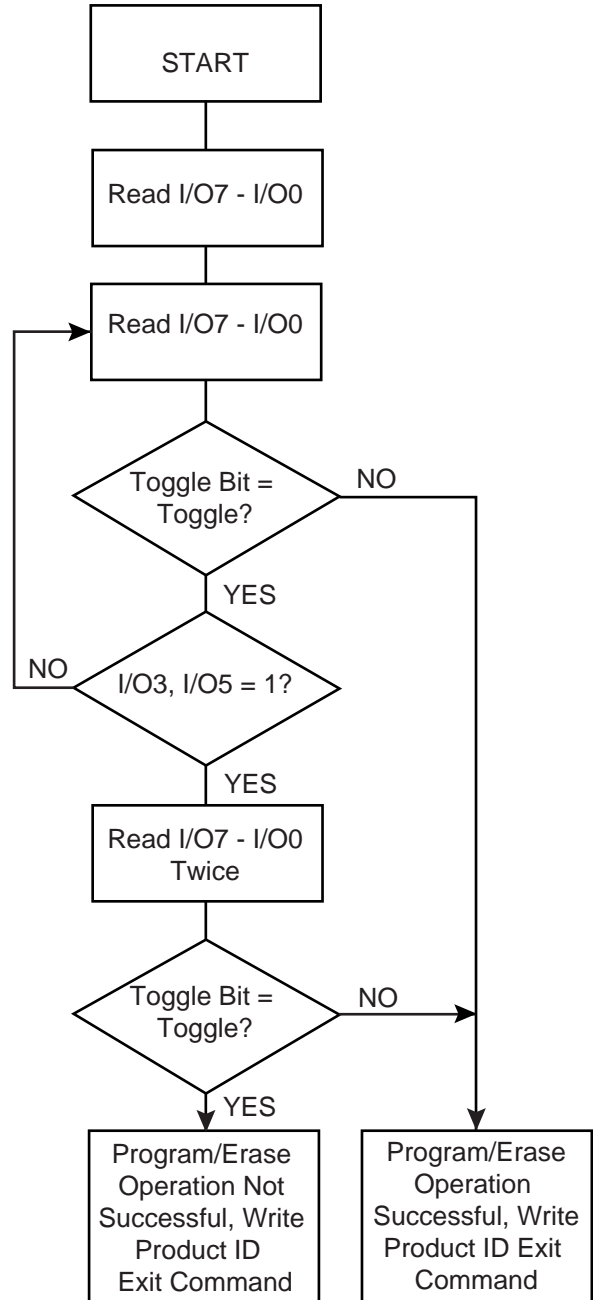 START
Read I/O7 - I/O0
Read I/O7 - I/O0
Toggle Bit =
Toggle?
NO
YES
NO
I/O3, I/O5 = 1?
YES
Read I/O7 - I/O0
Twice
Toggle Bit =
Toggle?
NO
YES
Program/Erase
Operation Not
Successful, Write
Product ID
Exit Command
Program/Erase
Operation
Successful, Write
Product ID Exit
Command